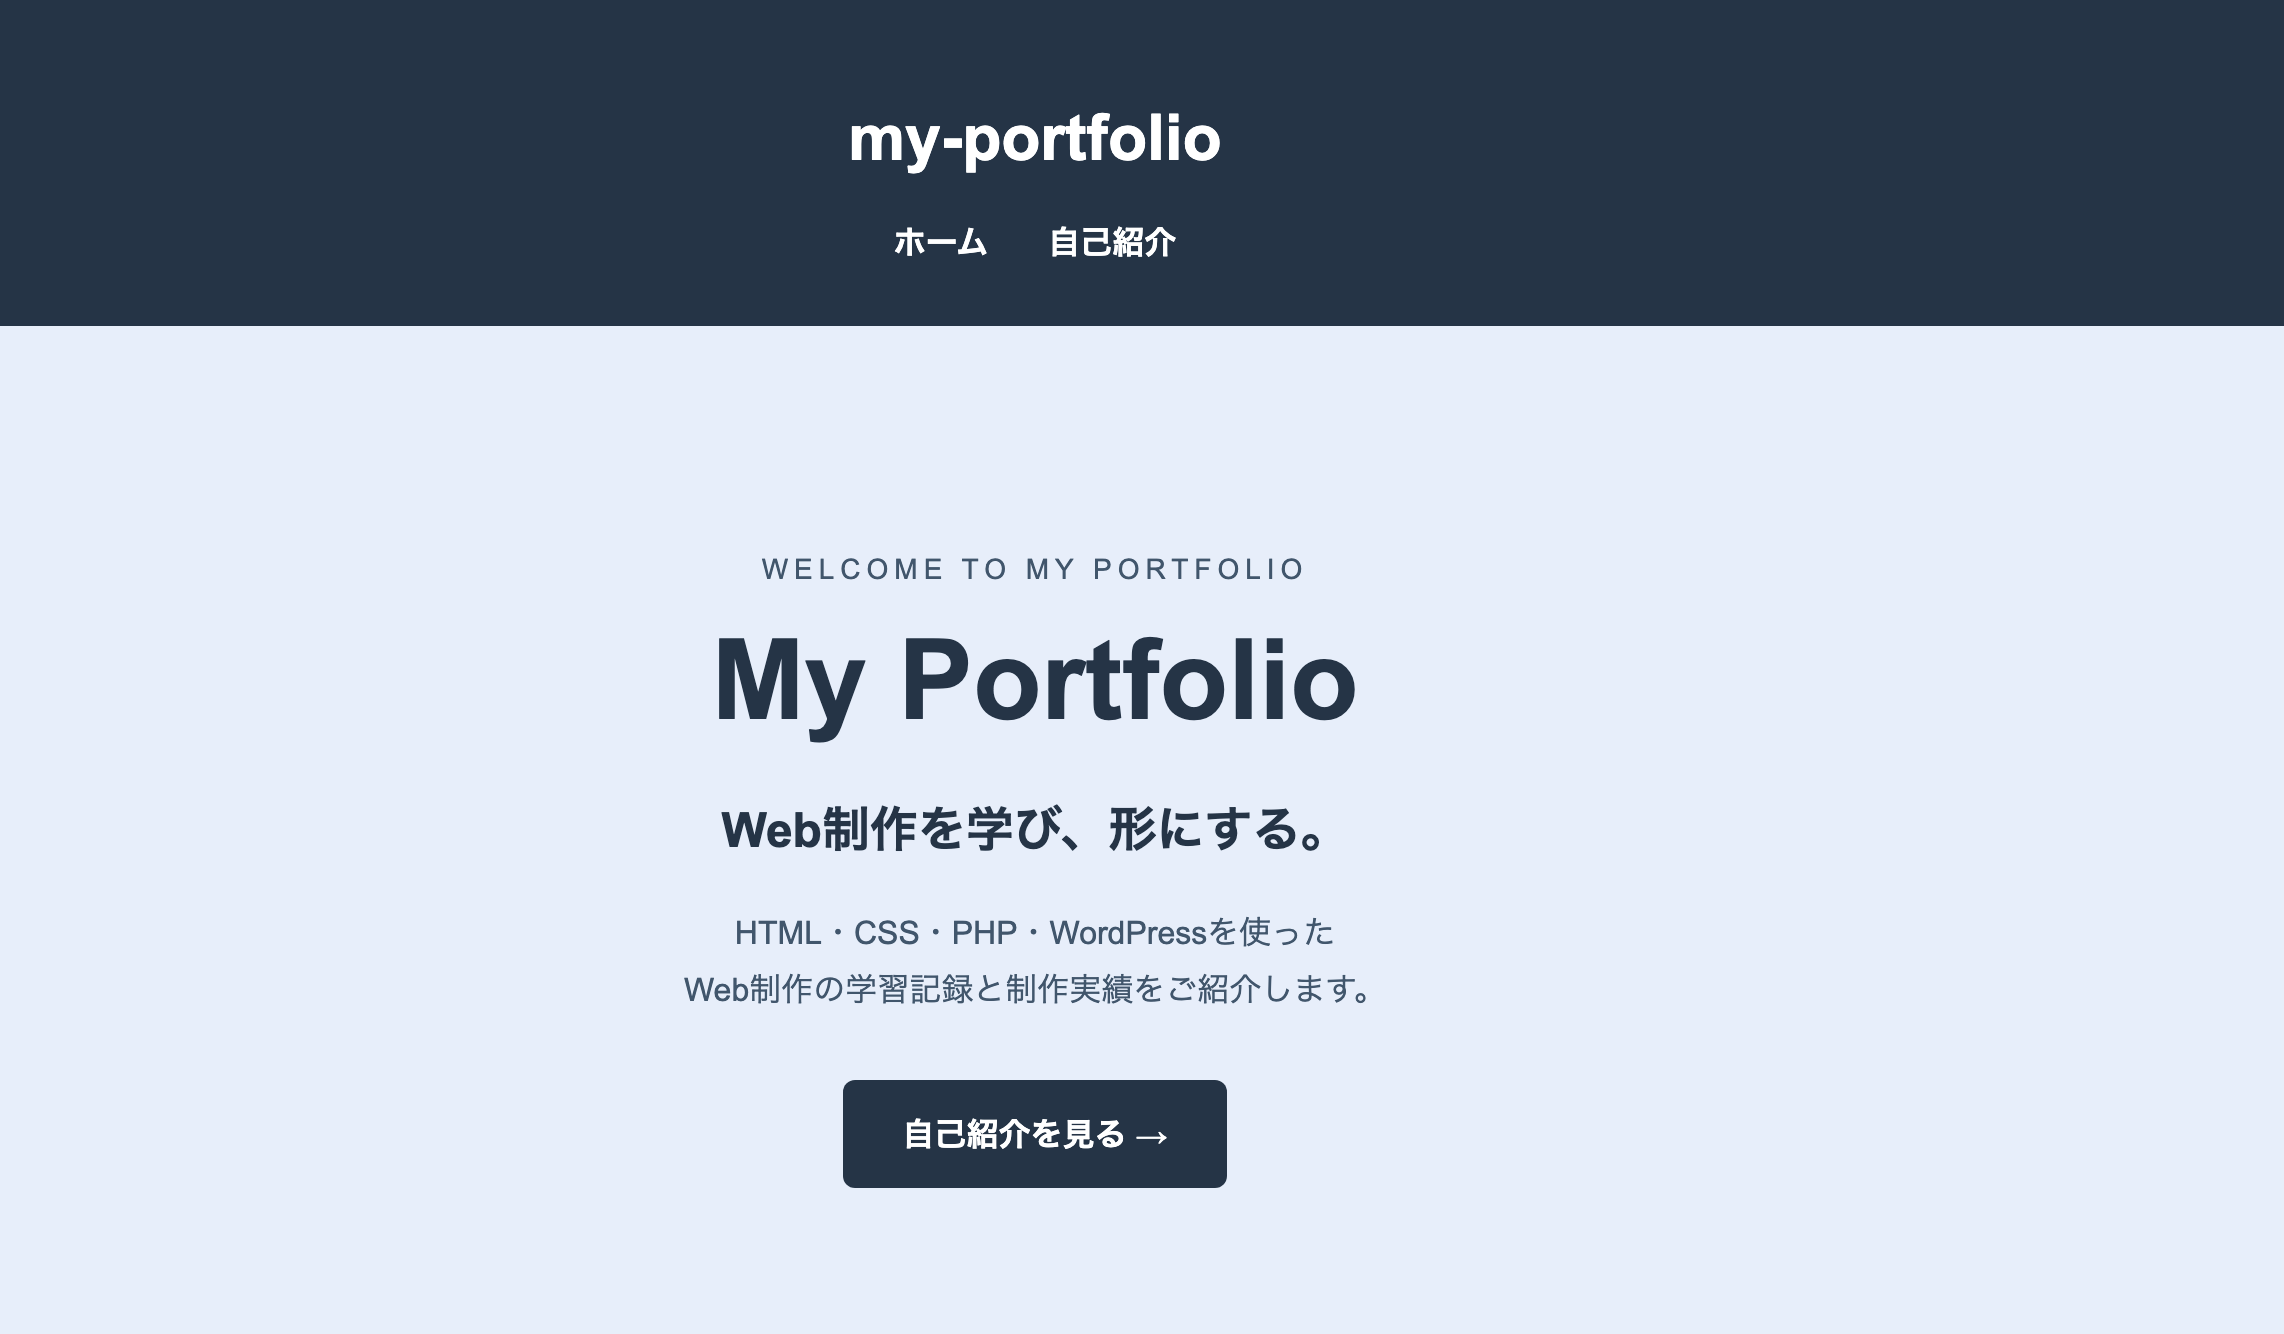 my-portfolio
ホーム 自己紹介
WELCOME TO MY PORTFOLIO
My Portfolio
Web制作を学び、形にする。
HTML・CSS・PHP・WordPressを使った
Web制作の学習記録と制作実績をご紹介します。
自己紹介を見る →